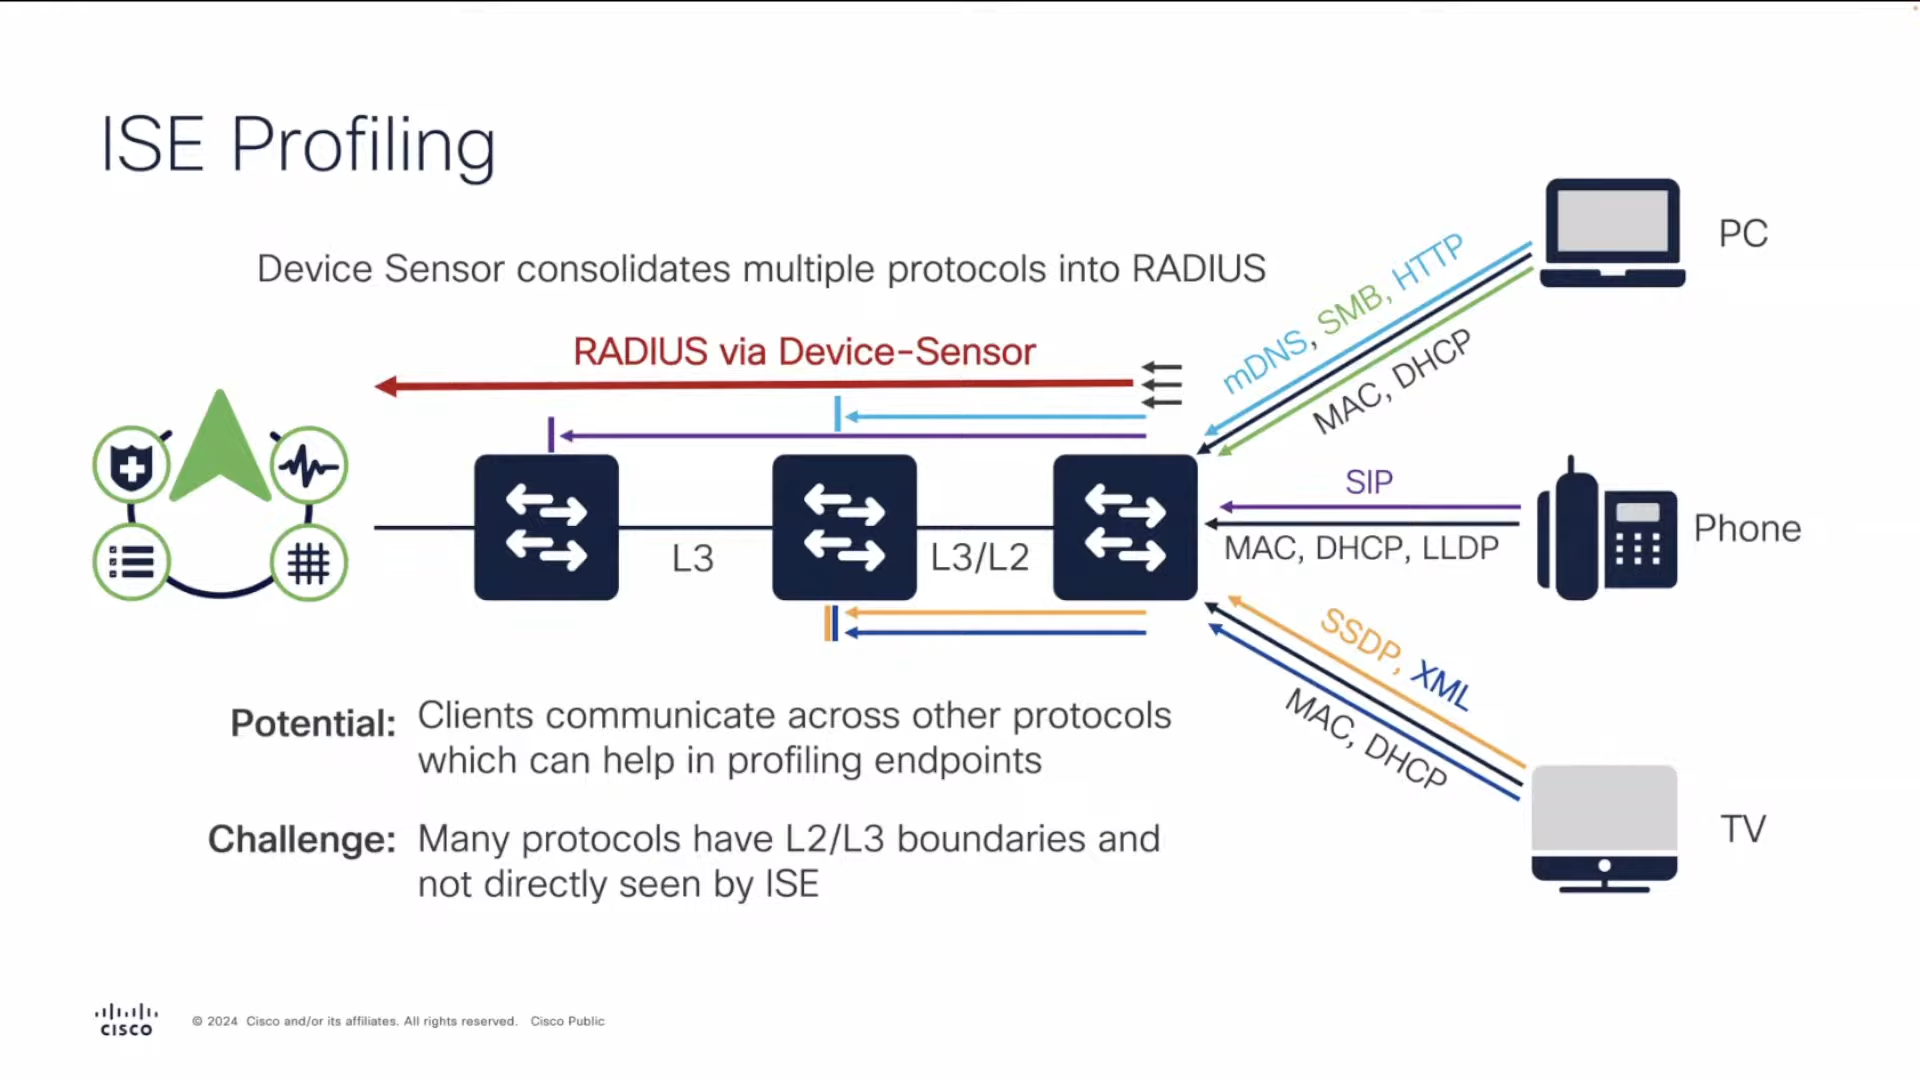 ISE Profiling
Device Sensor consolidates multiple protocols into RADIUS
RADIUS via Device-Sensor
mDNS, SMB, HTTP
MAC, DHCP
PC
SIP
MAC, DHCP, LLDP
Phone
L3
L3/L2
SSDP, XML
MAC, DHCP
TV
Potential: Clients communicate across other protocols
which can help in profiling endpoints
Challenge: Many protocols have L2/L3 boundaries and
not directly seen by ISE
CISCO
© 2024 Cisco and/or its affiliates. All rights reserved. Cisco Public